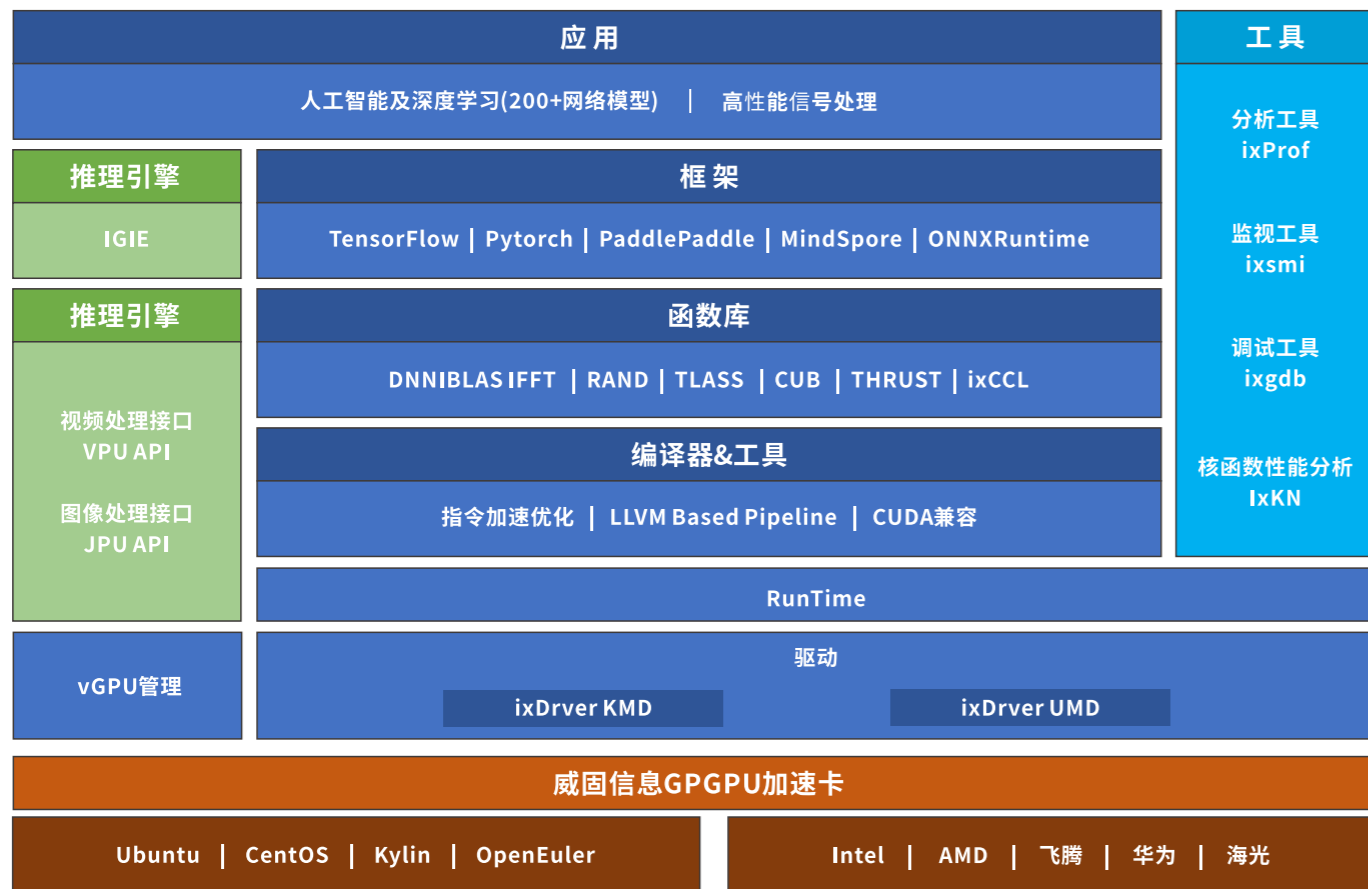 应用
人工智能及深度学习(200+网络模型) | 高性能信号处理
工具
分析工具
ixProf
监视工具
ixsmi
调试工具
ixgdb
核函数性能分析
IxKN
推理引擎
IGIE
框架
TensorFlow | Pytorch | PaddlePaddle | MindSpore | ONNXRuntime
推理引擎
视频处理接口
VPU API
图像处理接口
JPU API
函数库
DNNIBLAS IFFT | RAND | TLASS | CUB | THRUST | ixCCL
编译器&工具
指令加速优化 | LLVM Based Pipeline | CUDA兼容
RunTime
vGPU管理
驱动
ixDrver KMD
ixDrver UMD
威固信息GPGPU加速卡
Ubuntu | CentOS | Kylin | OpenEuler
Intel | AMD | 飞腾 | 华为 | 海光